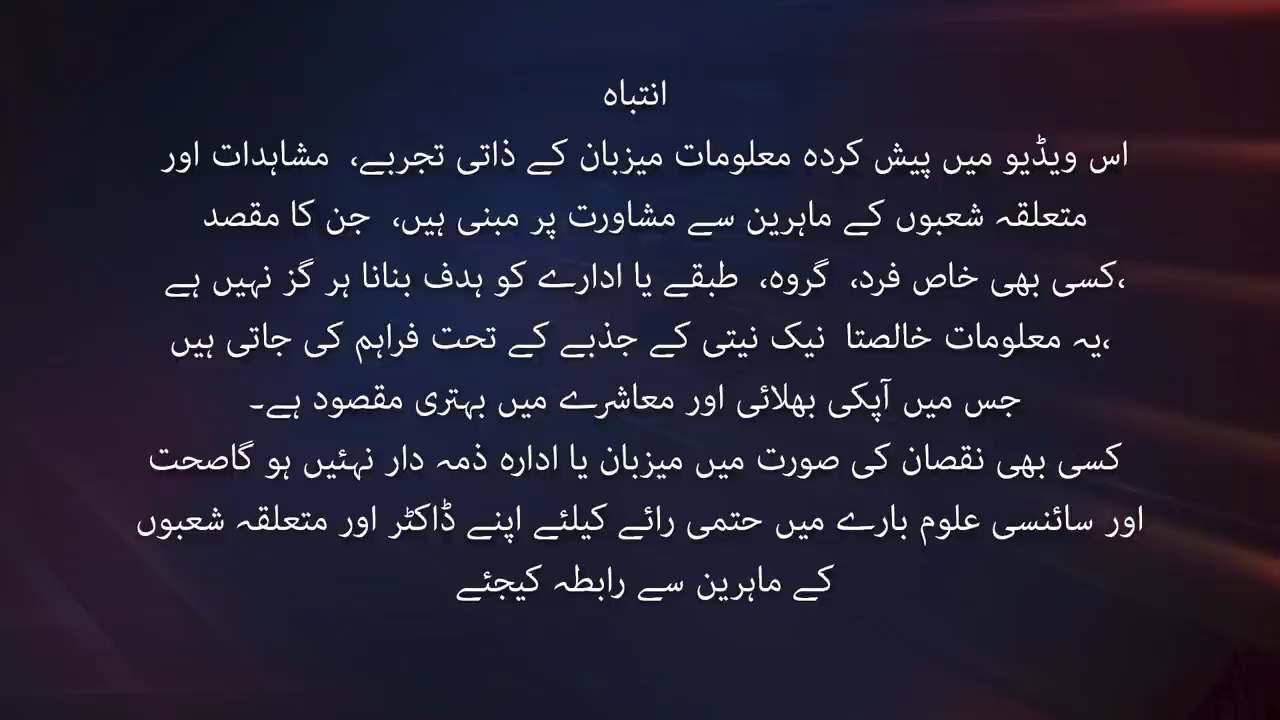 انتباہ
اس ویڈیو میں پیش کردہ معلومات میزبان کے ذاتی تجربے، مشاہدات اور
متعلقہ شعبوں کے ماہرین سے مشاورت پر مبنی ہیں، جن کا مقصد
،کسی بھی خاص فرد، گروہ، طبقے یا ادارے کو ہدف بنانا ہر گز نہیں ہے
،یہ معلومات خالصتا نیک نیتی کے جذبے کے تحت فراہم کی جاتی ہیں
جس میں آپکی بھلائی اور معاشرے میں بہتری مقصود ہے۔
کسی بھی نقصان کی صورت میں میزبان یا ادارہ ذمہ دار نہئیں ہو گاصحت
اور سائنسی علوم بارے میں حتمی رائے کیلئے اپنے ڈاکٹر اور متعلقہ شعبوں
کے ماہرین سے رابطہ کیجئے